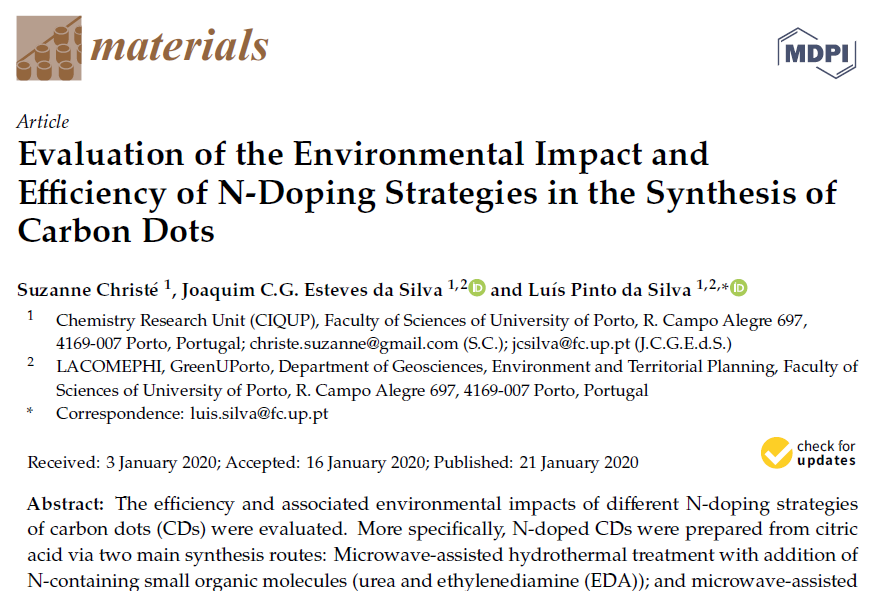 materials
MDPI
Article
Evaluation of the Environmental Impact and
Efficiency of N-Doping Strategies in the Synthesis of
Carbon Dots
Suzanne Christé 1, Joaquim C.G. Esteves da Silva 1,2 iD and Luís Pinto da Silva 1,2,* iD
1 Chemistry Research Unit (CIQUP), Faculty of Sciences of University of Porto, R. Campo Alegre 697,
4169-007 Porto, Portugal; christe.suzanne@gmail.com (S.C.); jcsilva@fc.up.pt (J.C.G.E.d.S.)
2 LACOMEPHI, GreenUPorto, Department of Geosciences, Environment and Territorial Planning, Faculty of
Sciences of University of Porto, R. Campo Alegre 697, 4169-007 Porto, Portugal
* Correspondence: luis.silva@fc.up.pt
Received: 3 January 2020; Accepted: 16 January 2020; Published: 21 January 2020
check for
updates
Abstract: The efficiency and associated environmental impacts of different N-doping strategies
of carbon dots (CDs) were evaluated. More specifically, N-doped CDs were prepared from citric
acid via two main synthesis routes: Microwave-assisted hydrothermal treatment with addition of
N-containing small organic molecules (urea and ethylenediamine (EDA)); and microwave-assisted